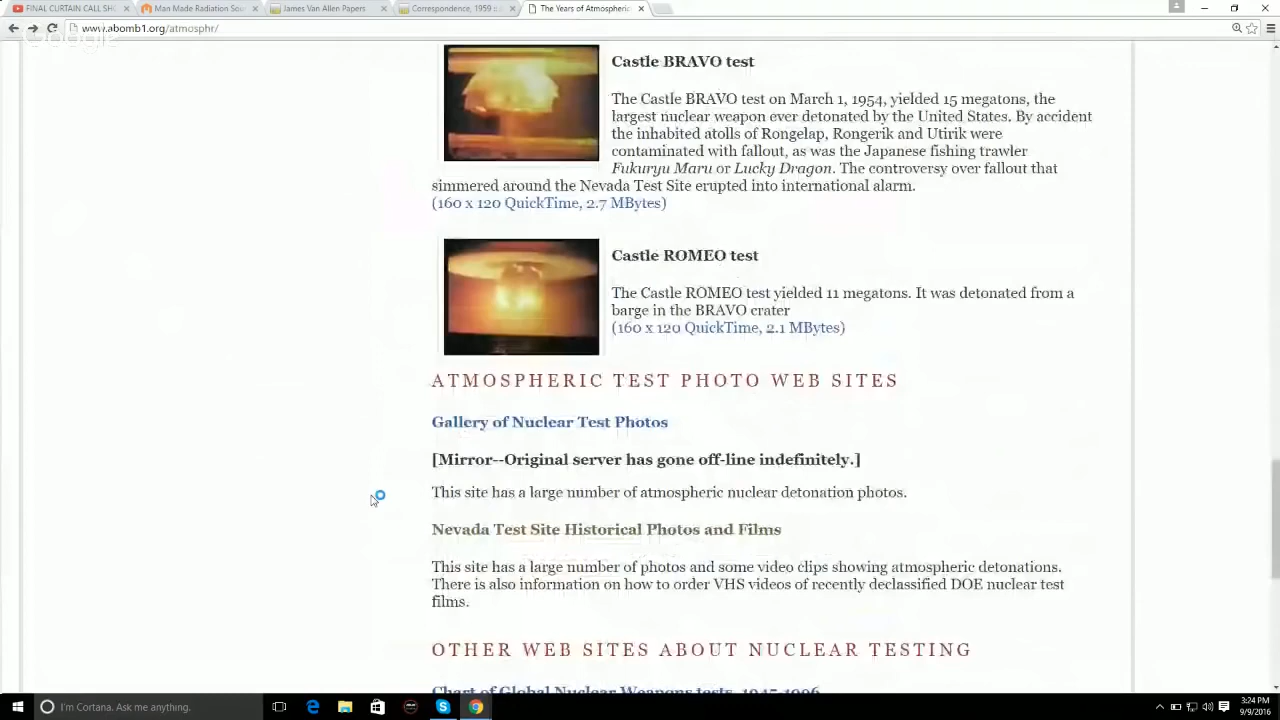 FINAL CURTAIN CALL SH
Man Made Radiation Sou
James Van Allen Papers
Correspondence, 1959
The Years of Atmospheric
www.abomb1.org/atmosphr/
Google
Castle BRAVO test
The Castle BRAVO test on March 1, 1954, yielded 15 megatons, the
largest nuclear weapon ever detonated by the United States. By accident
the inhabited atolls of Rongelap, Rongerik and Utirik were
contaminated with fallout, as was the Japanese fishing trawler
Fukuryu Maru or Lucky Dragon. The controversy over fallout that
simmered around the Nevada Test Site erupted into international alarm.
(160 x 120 QuickTime, 2.7 MBytes)
Castle ROMEO test
The Castle ROMEO test yielded 11 megatons. It was detonated from a
barge in the BRAVO crater
(160 x 120 QuickTime, 2.1 MBytes)
ATMOSPHERIC TEST PHOTO WEB SITES
Gallery of Nuclear Test Photos
[Mirror--Original server has gone off-line indefinitely.]
This site has a large number of atmospheric nuclear detonation photos.
Nevada Test Site Historical Photos and Films
This site has a large number of photos and some video clips showing atmospheric detonations.
There is also information on how to order VHS videos of recently declassified DOE nuclear test
films.
OTHER WEB SITES ABOUT NUCLEAR TESTING
Chart of Global Nuclear Weapons tests, 1945-1996
I'm Cortana. Ask me anything.
3:24 PM
9/9/2016